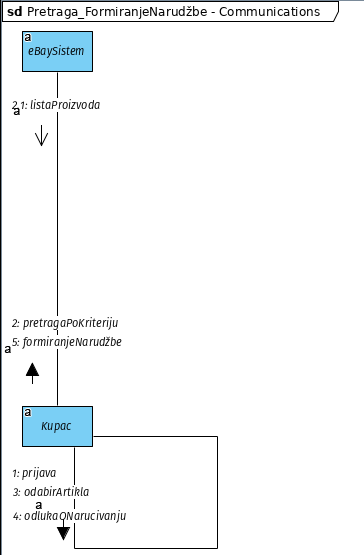 sd Pretraga_FormiranjeNarudžbe - Communications
a
eBaySistem
2.1: listaProizvoda
a
2: pretragaPoKriteriju
5: formiranjeNarudžbe
a
a
Kupac
1: prijava
3: odabirArtikla
a
4: odlukaONarucivanju